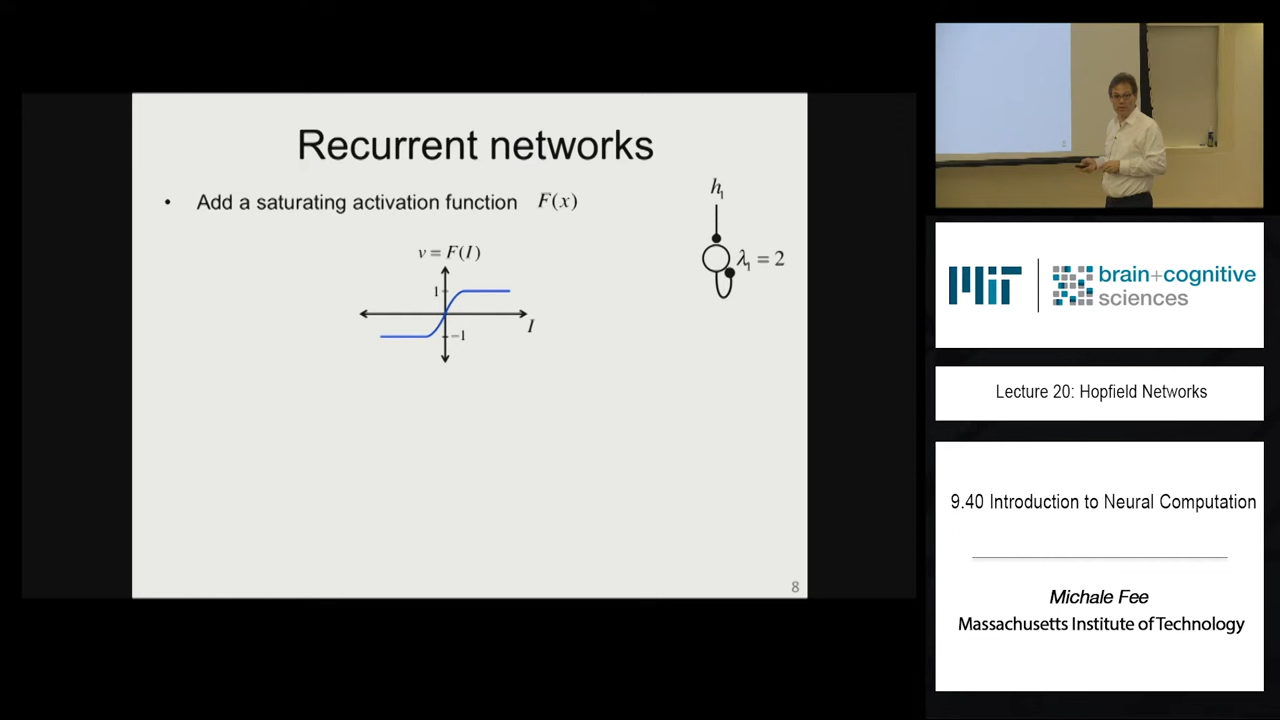 Recurrent networks
• Add a saturating activation function F(x)
v = F(I)
1
I
−1
h₁
λ₁ = 2
8
MIT
brain+cognitive
sciences
Lecture 20: Hopfield Networks
9.40 Introduction to Neural Computation
Michale Fee
Massachusetts Institute of Technology